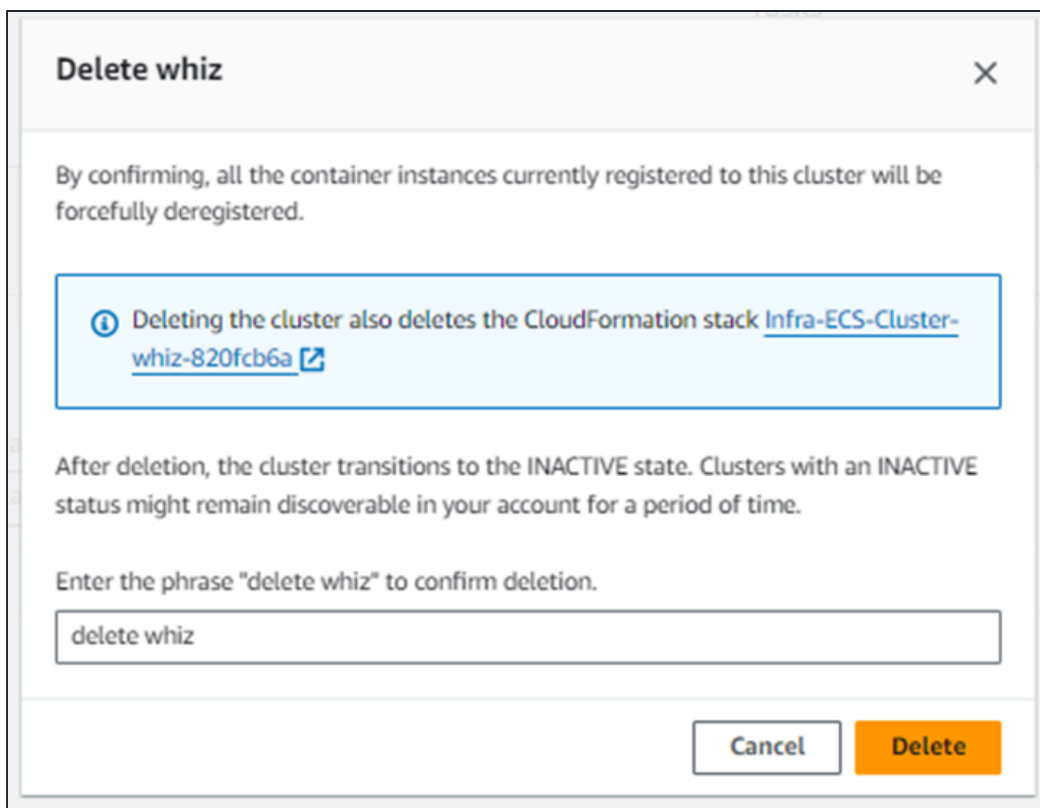 Delete whiz
By confirming, all the container instances currently registered to this cluster will be
forcefully deregistered.
Deleting the cluster also deletes the CloudFormation stack Infra-ECS-Cluster-
whiz-820fcb6a
After deletion, the cluster transitions to the INACTIVE state. Clusters with an INACTIVE
status might remain discoverable in your account for a period of time.
Enter the phrase "delete whiz" to confirm deletion.
delete whiz
Cancel Delete